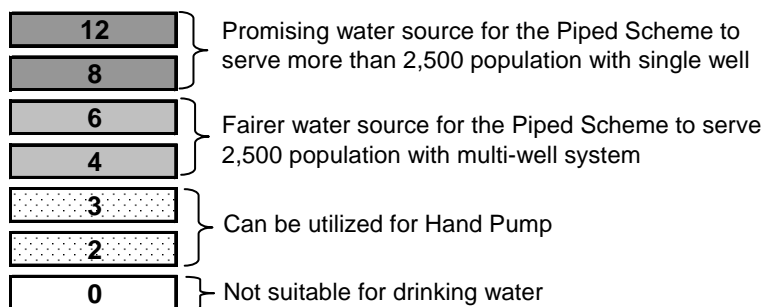 12
8
Promising water source for the Piped Scheme to
serve more than 2,500 population with single well
6
4
Fairer water source for the Piped Scheme to serve
2,500 population with multi-well system
3
2
Can be utilized for Hand Pump
0
Not suitable for drinking water